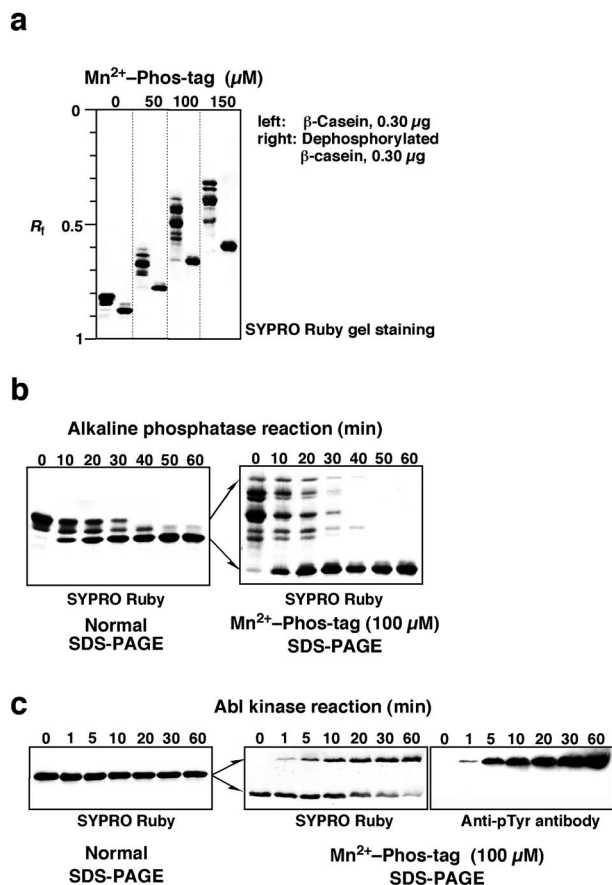 a
Mn2+–Phos-tag (µM)
0 50 100 150
0
0.5
Rf
1
left: β-Casein, 0.30 µg
right: Dephosphorylated
β-casein, 0.30 µg
SYPRO Ruby gel staining
b
Alkaline phosphatase reaction (min)
0 10 20 30 40 50 60
0 10 20 30 40 50 60
SYPRO Ruby
SYPRO Ruby
Normal
SDS-PAGE
Mn2+–Phos-tag (100 µM)
SDS-PAGE
c
Abl kinase reaction (min)
0 1 5 10 20 30 60
0 1 5 10 20 30 60
0 1 5 10 20 30 60
SYPRO Ruby
SYPRO Ruby
Anti-pTyr antibody
Normal
SDS-PAGE
Mn2+–Phos-tag (100 µM)
SDS-PAGE